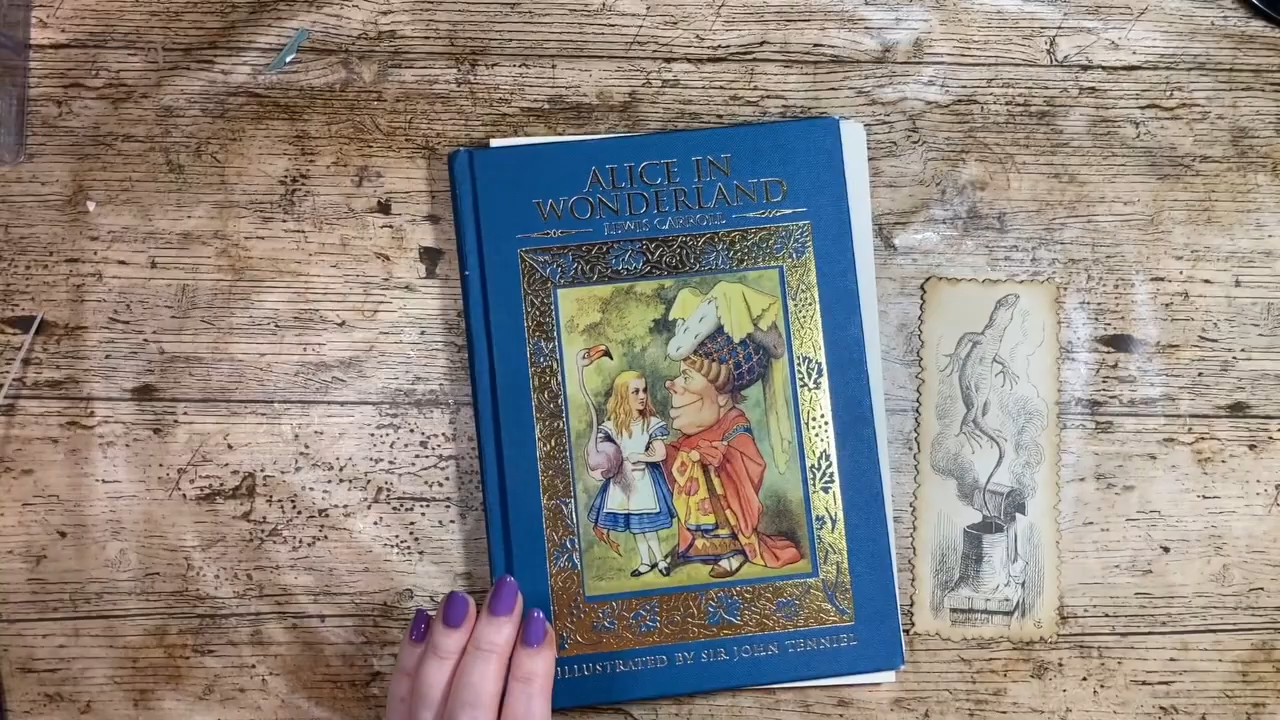 ALICE IN
WONDERLAND
LEWIS CARROLL
ILLUSTRATED BY SIR JOHN TENNIEL